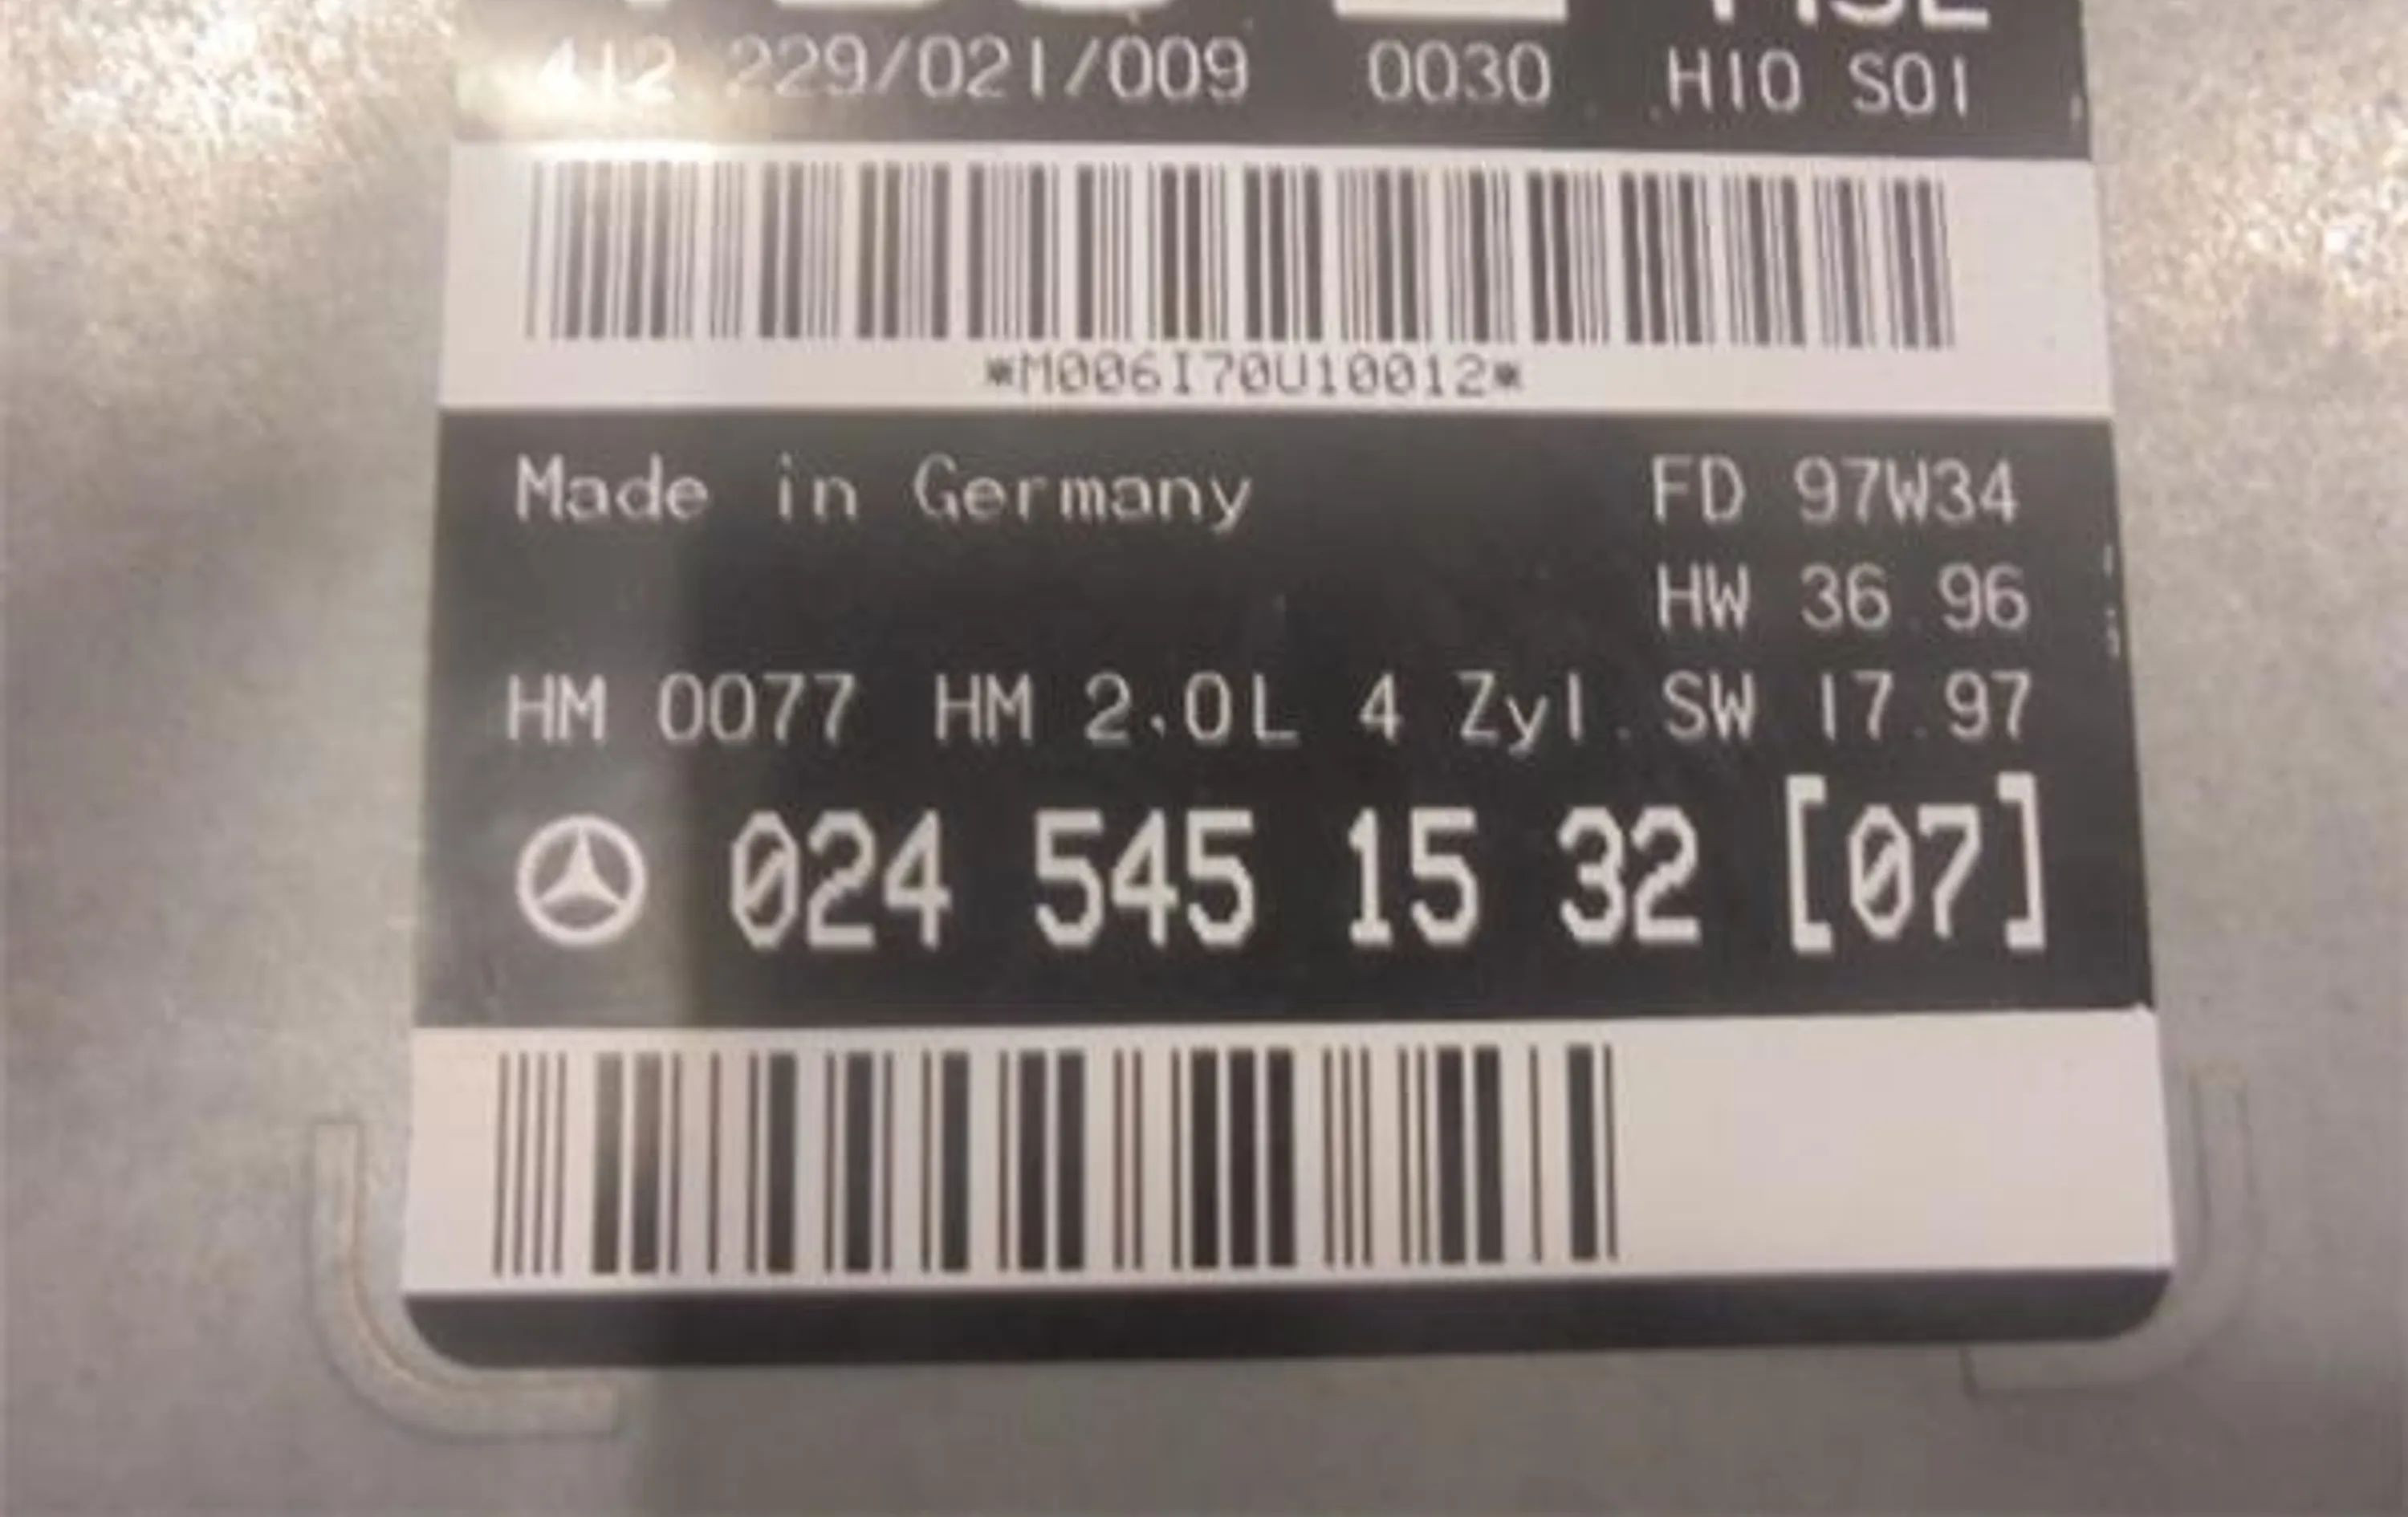 412 229/021/009 0030 H10 S01
*M006I70U10012*
Made in Germany FD 97W34
HW 36 96
HM 0077 HM 2.0L 4 Zyl. SW 17.97
024 545 15 32 [07]